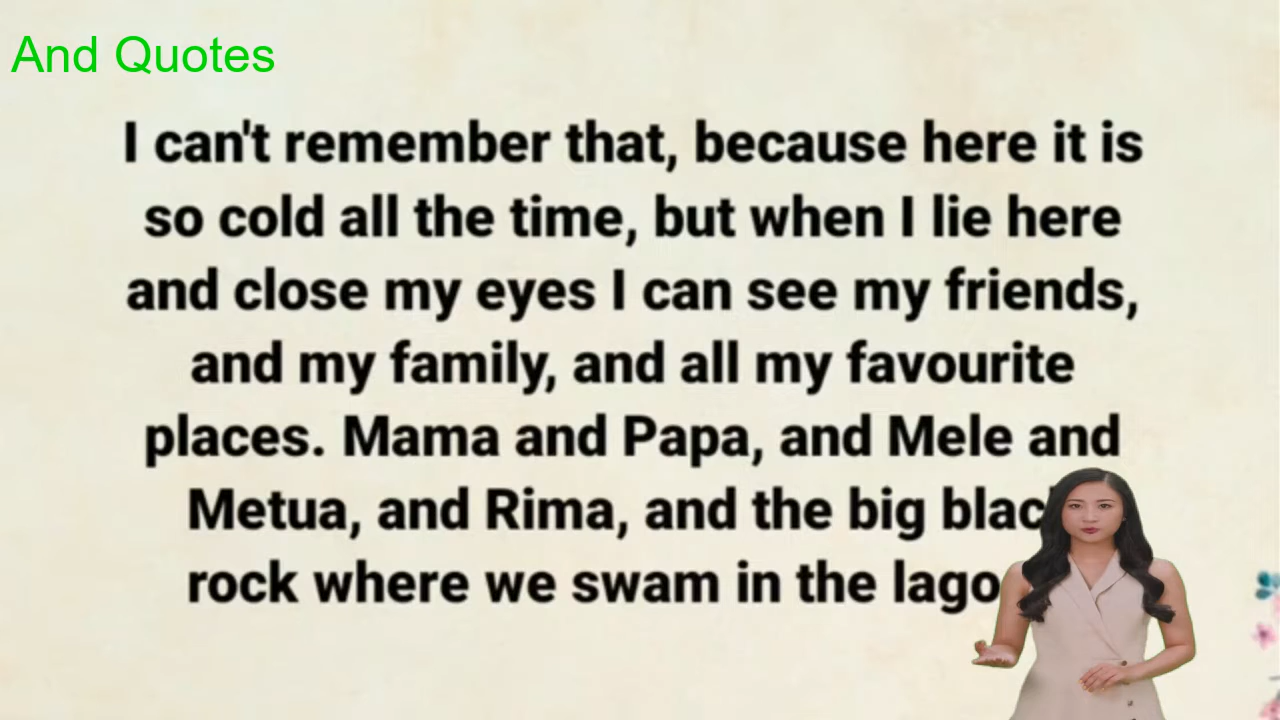 And Quotes
I can't remember that, because here it is
so cold all the time, but when I lie here
and close my eyes I can see my friends,
and my family, and all my favourite
places. Mama and Papa, and Mele and
Metua, and Rima, and the big
rock where we swam in the